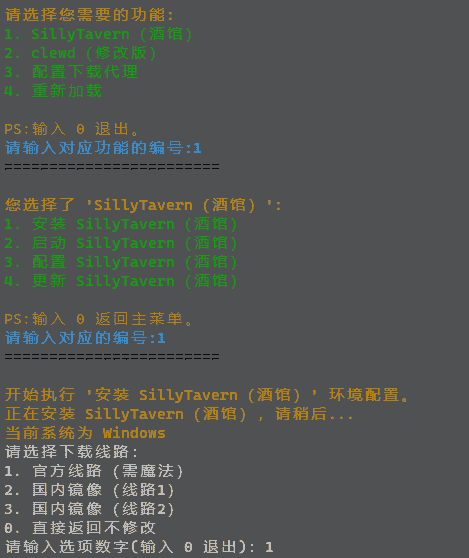 请选择您需要的功能:
1. SillyTavern (酒馆)
2. clewd (修改版)
3. 配置下载代理
4. 重新加载
PS:输入 0 退出。
请输入对应功能的编号:1
========================
您选择了 'SillyTavern (酒馆) ':
1. 安装 SillyTavern (酒馆)
2. 启动 SillyTavern (酒馆)
3. 配置 SillyTavern (酒馆)
4. 更新 SillyTavern (酒馆)
PS:输入 0 返回主菜单。
请输入对应的编号:1
========================
开始执行 '安装 SillyTavern (酒馆) ' 环境配置。
正在安装 SillyTavern (酒馆) , 请稍后...
当前系统为 Windows
请选择下载线路:
1. 官方线路 (需魔法)
2. 国内镜像 (线路1)
3. 国内镜像 (线路2)
0. 直接返回不修改
请输入选项数字(输入 0 退出): 1